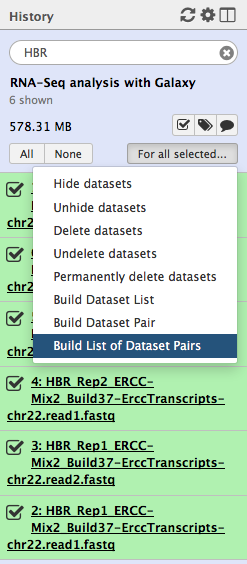 History
HBR
RNA-Seq analysis with Galaxy
6 shown
578.31 MB
All None For all selected...
Hide datasets
Unhide datasets
Delete datasets
Undelete datasets
Permanently delete datasets
Build Dataset List
Build Dataset Pair
Build List of Dataset Pairs
4: HBR_Rep2_ERCC-
Mix2_Build37-ErccTranscripts-
chr22.read1.fastq
3: HBR_Rep1_ERCC-
Mix2_Build37-ErccTranscripts-
chr22.read2.fastq
2: HBR_Rep1_ERCC-
Mix2_Build37-ErccTranscripts-
chr22.read1.fastq